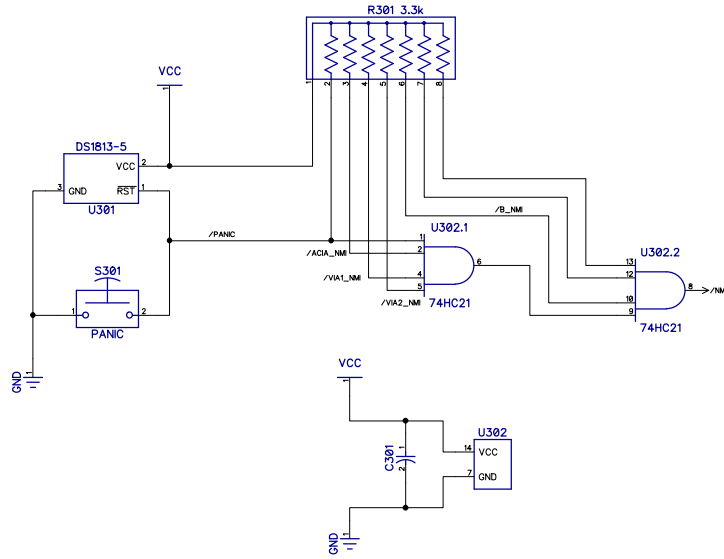 R301 3.3k
1 2 3 4 5 6 7 8
VCC
1
DS1813-5
VCC 2
3 GND RST 1
U301
/PANIC
/B_NMI
U302.1
1
/ACIA_NMI 2
6
/VIA1_NMI 4
5
/VIA2_NMI
74HC21
U302.2
13
12
8 /NM
10
9
74HC21
S301
1 2
PANIC
1
GND
VCC
1
U302
14 VCC
7 GND
C301
1
2
1
GND